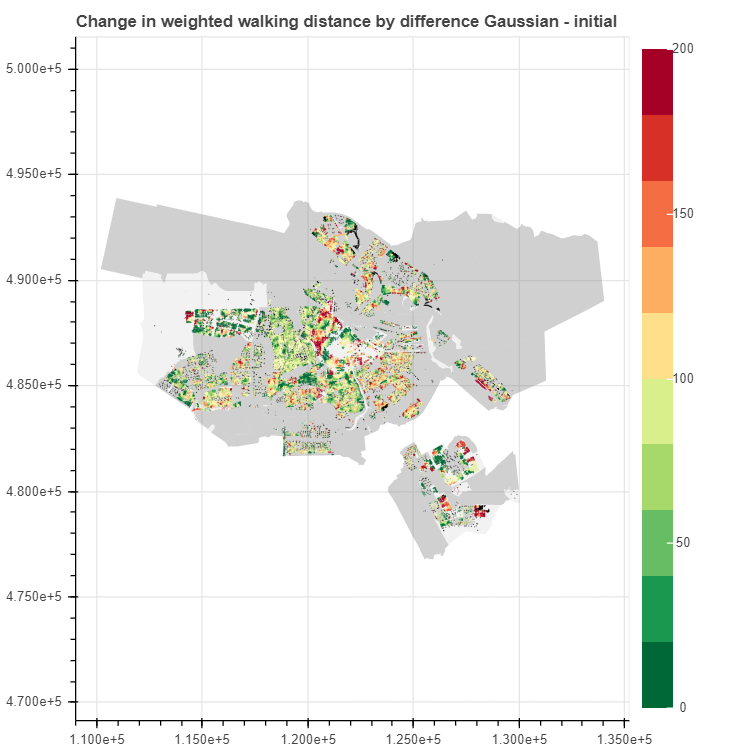 Change in weighted walking distance by difference Gaussian - initial
5.000e+5
4.950e+5
4.900e+5
4.850e+5
4.800e+5
4.750e+5
4.700e+5
1.100e+5 1.150e+5 1.200e+5 1.250e+5 1.300e+5 1.350e+5
200
150
100
50
0